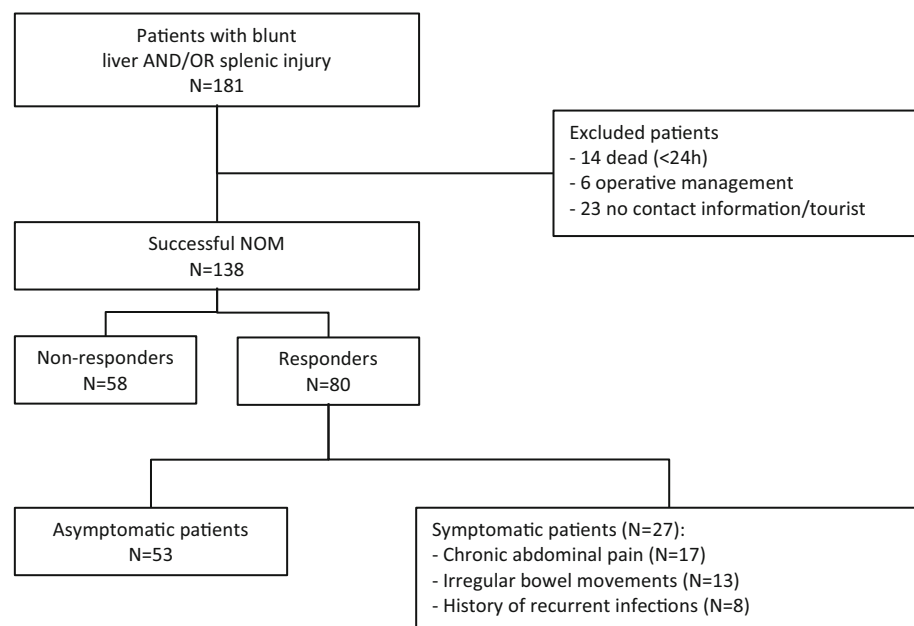 Patients with blunt
liver AND/OR splenic injury
N=181
Excluded patients
- 14 dead (<24h)
- 6 operative management
- 23 no contact information/tourist
Successful NOM
N=138
Non-responders
N=58
Responders
N=80
Asymptomatic patients
N=53
Symptomatic patients (N=27):
- Chronic abdominal pain (N=17)
- Irregular bowel movements (N=13)
- History of recurrent infections (N=8)